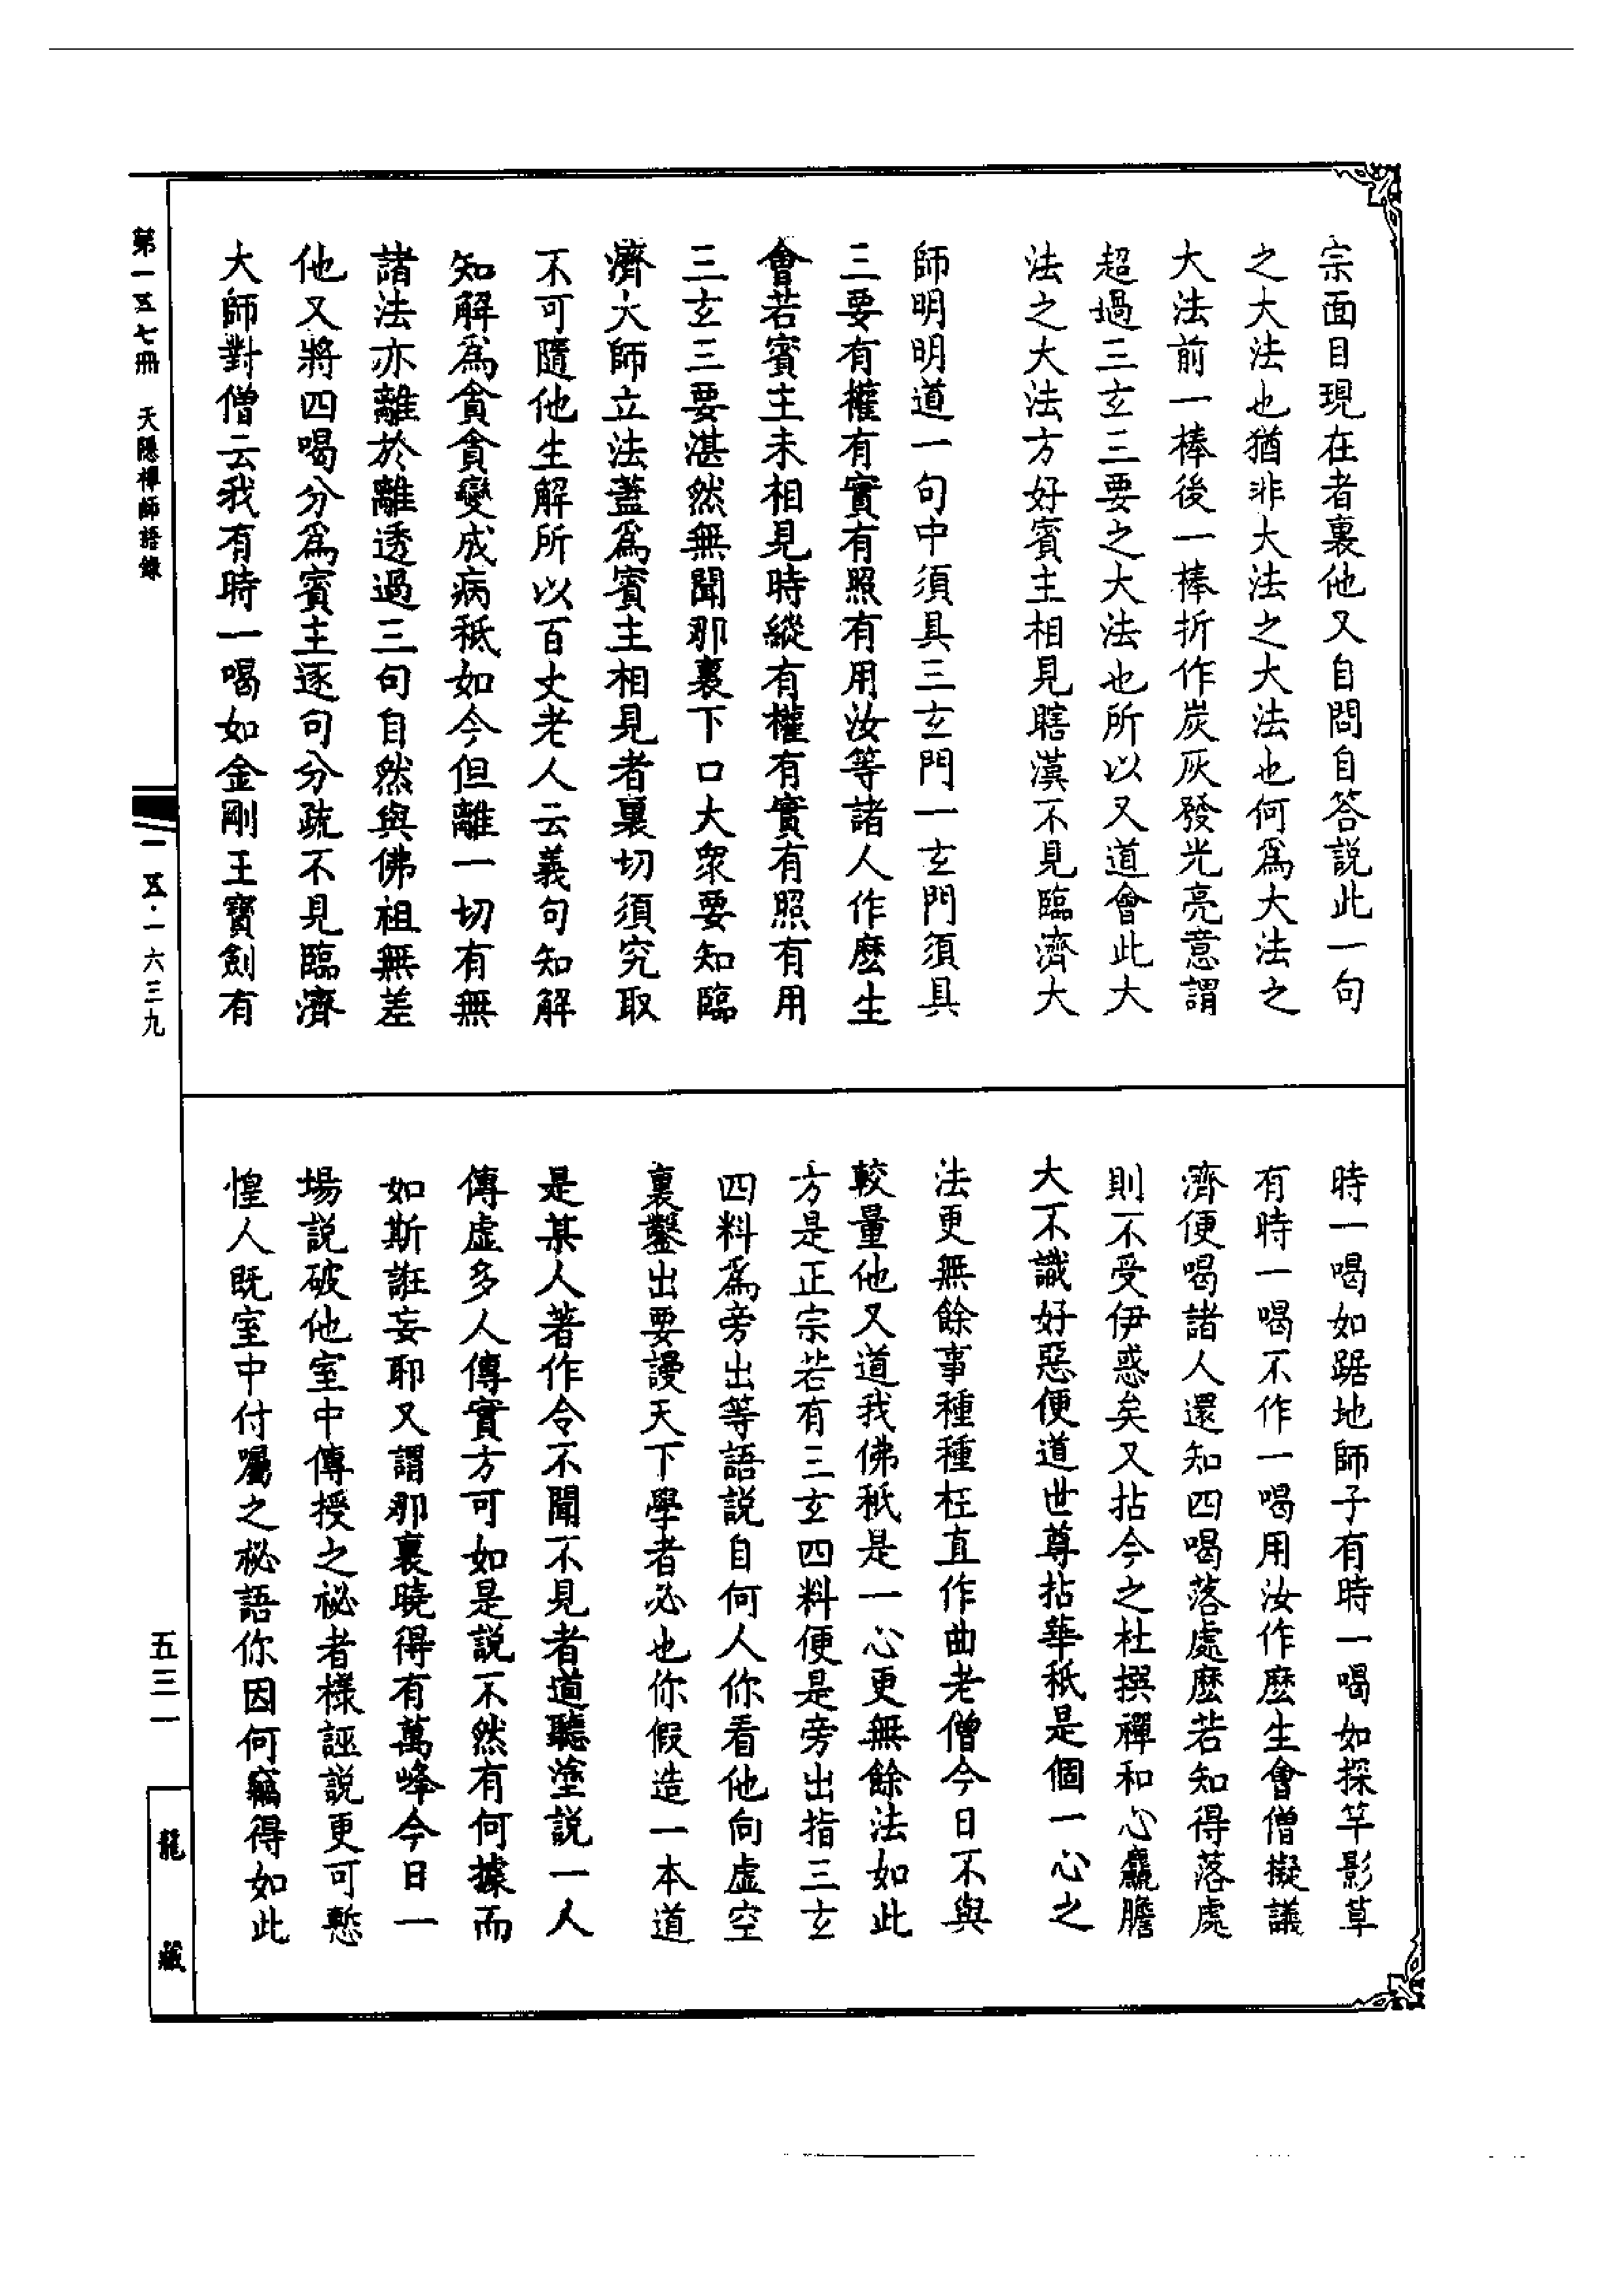 宗面目現在者裏他又自問自答説此一句
之大法也猶非大法之大法也何爲大法之
大法前一棒後一棒折作炭灰發光亮意謂
超過三玄三要之大法也所以又道會此大
法之大法方好賓主相見瞎漢不見臨濟大
師明明道一句中須具三玄門一玄門須具
三要有權有實有照有用汝等諸人作麽生
會若賓主未相見時縱有權有實有照有用
三玄三要湛然無聞那裏下口大衆要知臨
濟大師立法蓋爲賓主相見者裏切須究取
不可隨他生解所以百丈老人云義句知解
知解爲貪貪變成病秖如今但離一切有無
諸法亦離於離透過三句自然與佛祖無差
他又將四喝分爲賓主逐句分疏不見臨濟
大師對僧云我有時一喝如金剛王寶劍有
時一喝如踞地師子有時一喝如探竿影草
有時一喝不作一喝用汝作麽生會僧擬議
濟便喝諸人還知四喝落處麽若知得落處
則不受伊惑矣又拈今之杜撰禪和心麤膽
大不識好惡便道世尊拈華秖是個一心之
法更無餘事種種枉直作曲老僧今日不與
較量他又道我佛秖是一心更無餘法如此
方是正宗若有三玄四料便是旁出指三玄
四料爲旁出等語説自何人你看他向虛空
裏鑿出要謾天下學者必也你假造一本道
是某人著作令不聞不見者道聽塗説一人
傳虛多人傳實方可如是説不然有何據而
如斯誑妄耶又謂那裏曉得有萬峰今日一
場説破他室中傳授之祕者樣誣説更可慙
惶人既室中付囑之祕語你因何竊得如此
第一五七冊 天隱禪師語錄
一五·一六三九
五三一
龍藏